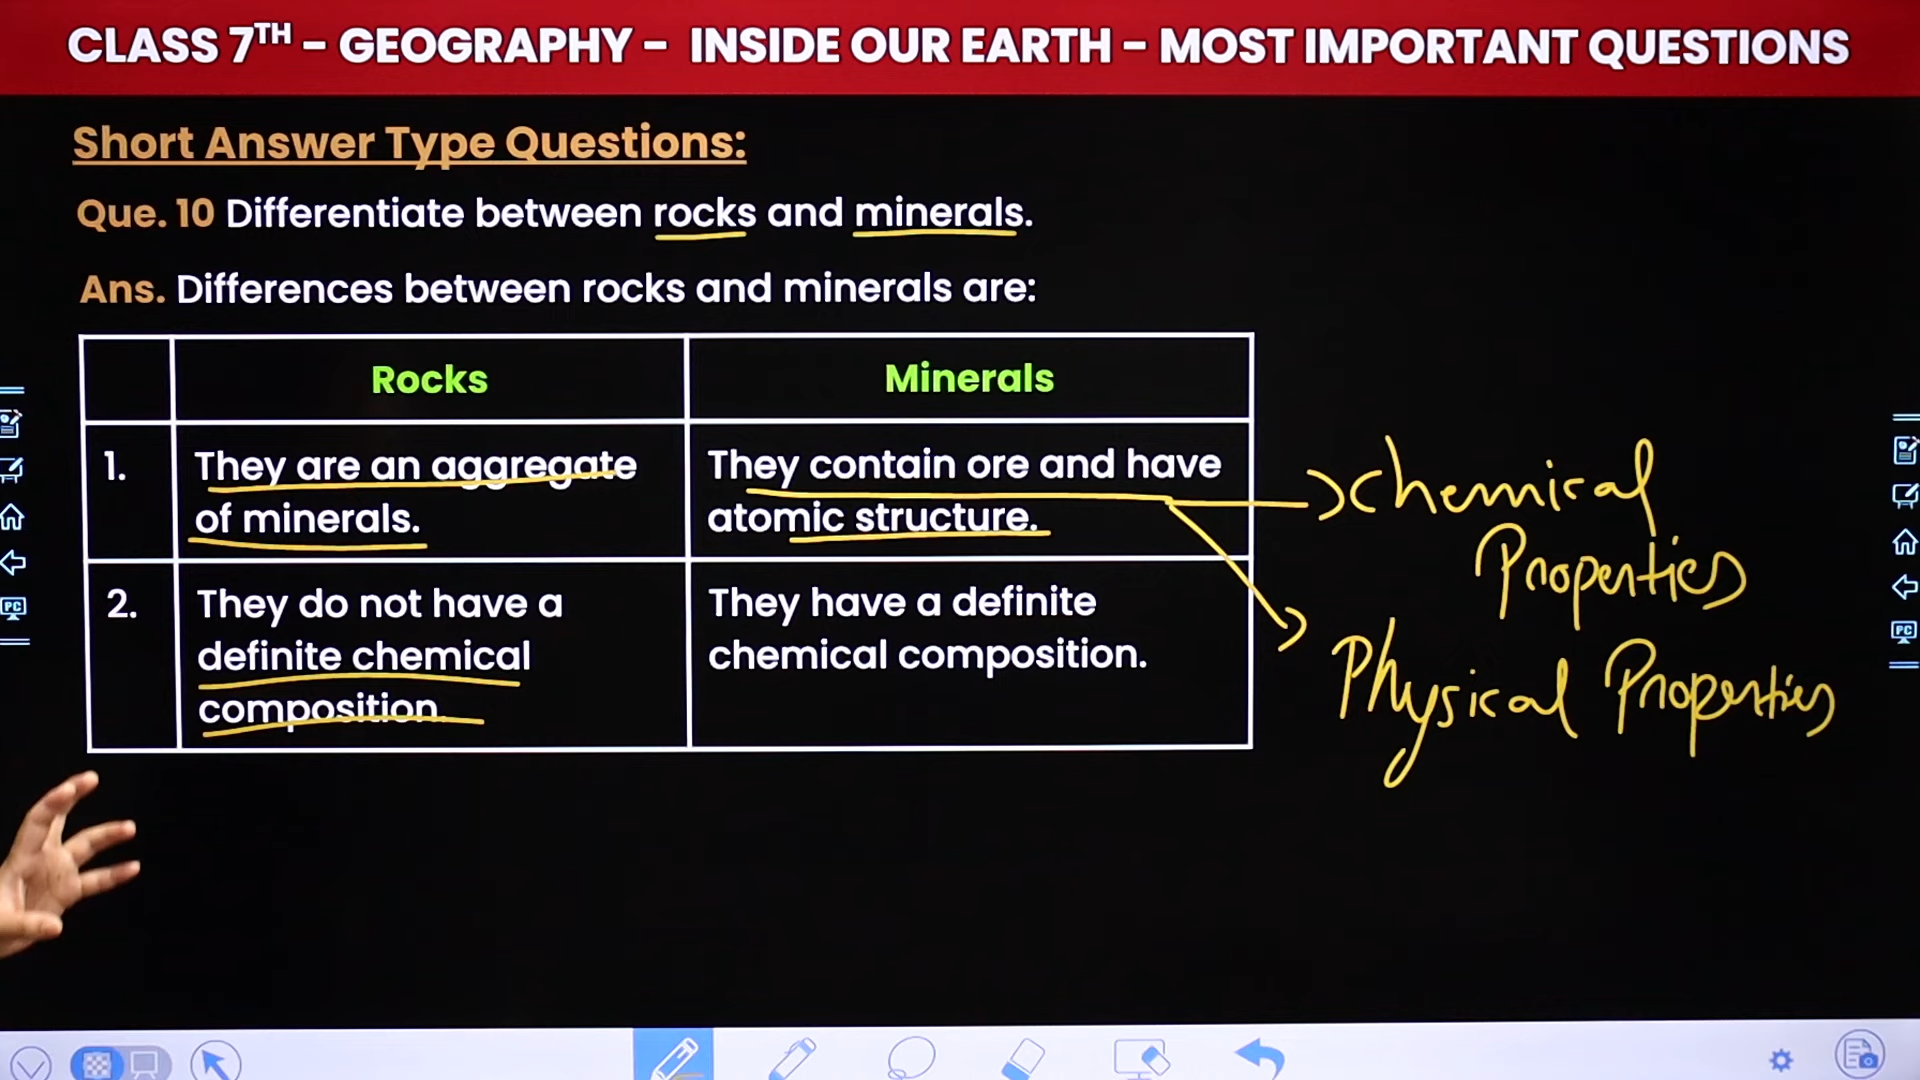 CLASS 7TH – GEOGRAPHY – INSIDE OUR EARTH – MOST IMPORTANT QUESTIONS
Short Answer Type Questions:
Que. 10 Differentiate between rocks and minerals.
Ans. Differences between rocks and minerals are:
Rocks
Minerals
1.
They are an aggregate
of minerals.
They contain ore and have
atomic structure.
2.
They do not have a
definite chemical
composition.
They have a definite
chemical composition.
Chemical
Properties
Physical Properties
PC
PC